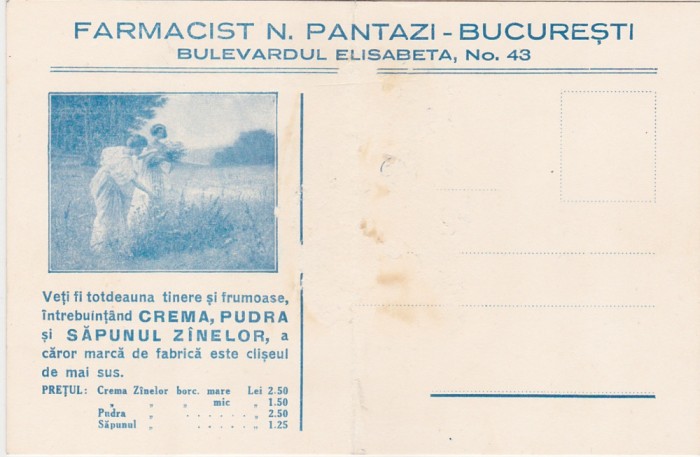 FARMACIST N. PANTAZI - BUCUREȘTI
BULEVARDUL ELISABETA, No. 43
Veți fi totdeauna tinere și frumoase,
întrebuințând CREMA, PUDRA
și SĂPUNUL ZÎNELOR, a
căror marcă de fabrică este clișeul
de mai sus.
PREȚUL: Crema Zînelor borc. mare Lei 2.50
„ „ „ mic „ 1.50
Pudra „ . . . . . . „ 2.50
Săpunul „ . . . . . „ 1.25